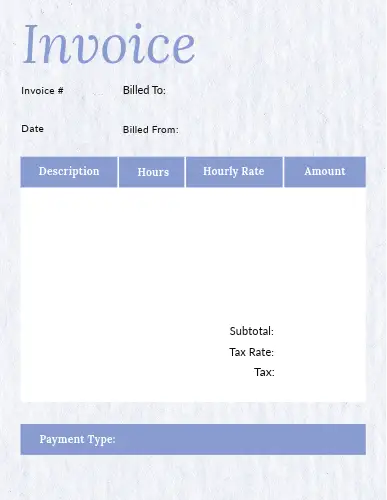 Invoice
Invoice #
Billed To:
Date
Billed From:
Description Hours Hourly Rate Amount
Subtotal:
Tax Rate:
Tax:
Payment Type: